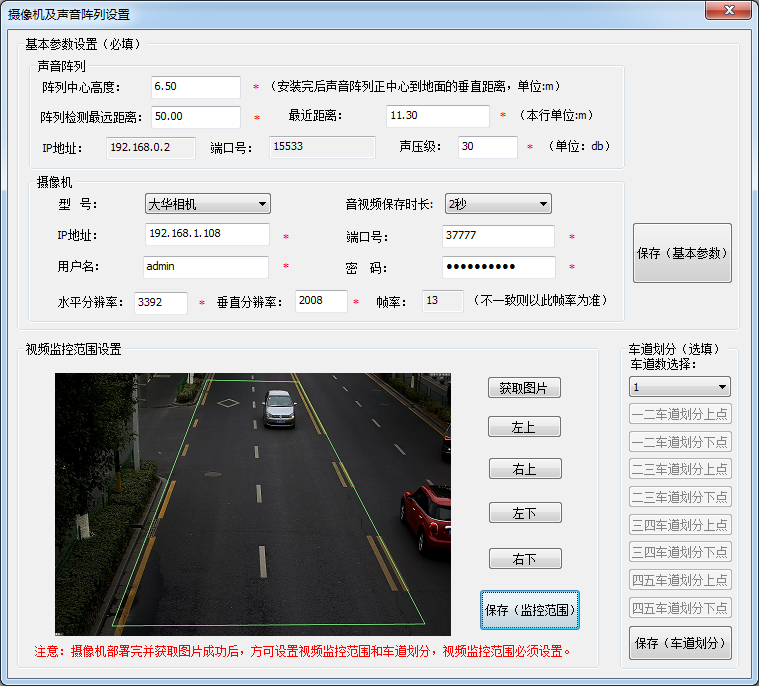 摄像机及声音阵列设置
基本参数设置（必填）
声音阵列
阵列中心高度： 6.50 * （安装完后声音阵列正中心到地面的垂直距离，单位:m）
阵列检测最远距离： 50.00 * 最近距离： 11.30 * （本行单位:m）
IP地址： 192.168.0.2 端口号： 15533 声压级： 30 * （单位：db）
摄像机
型 号： 大华相机 音视频保存时长： 2秒
IP地址： 192.168.1.108 * 端口号： 37777 *
用户名： admin * 密 码： ●●●●●●●●●● *
水平分辨率： 3392 * 垂直分辨率： 2008 * 帧率： 13 （不一致则以此帧率为准）
保存（基本参数）
视频监控范围设置
获取图片
左上
右上
左下
右下
保存（监控范围）
注意：摄像机部署完并获取图片成功后，方可设置视频监控范围和车道划分，视频监控范围必须设置。
车道划分（选填）
车道数选择：
1
一二车道划分上点
一二车道划分下点
二三车道划分上点
二三车道划分下点
三四车道划分上点
三四车道划分下点
四五车道划分上点
四五车道划分下点
保存（车道划分）